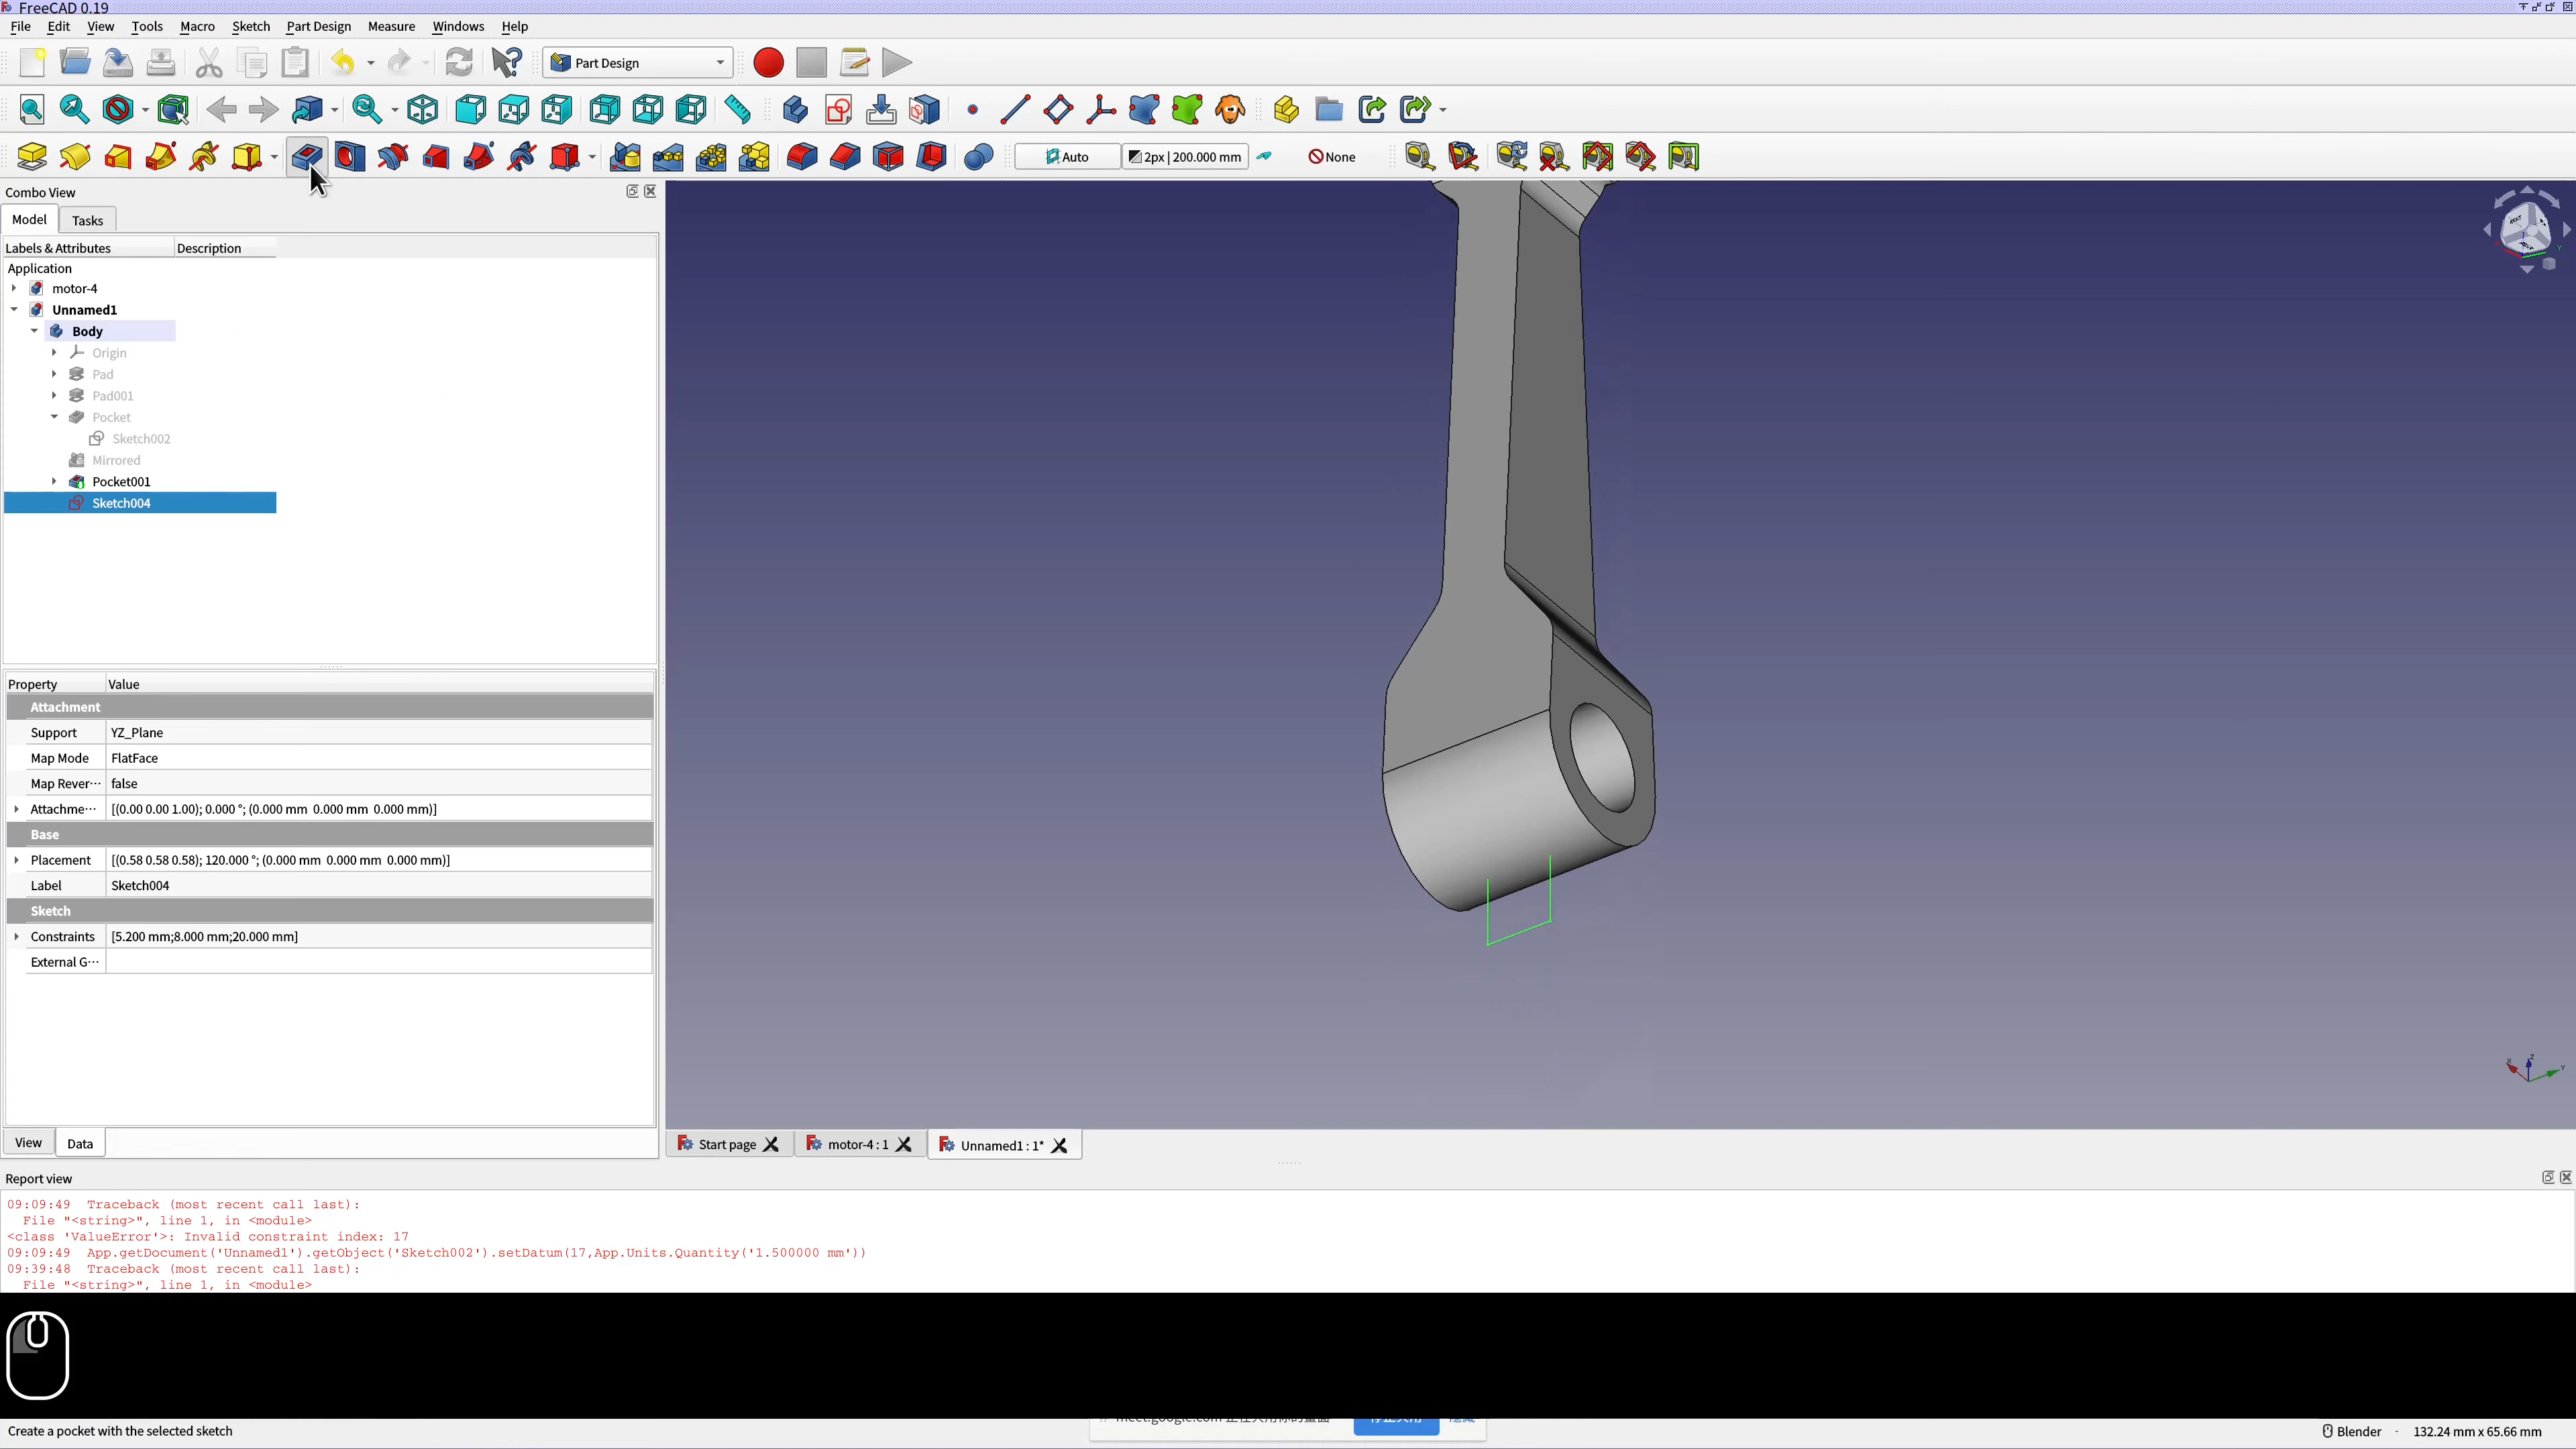 FreeCAD 0.19
File Edit View Tools Macro Sketch Part Design Measure Windows Help
Part Design
Auto 2px | 200.000 mm None
Combo View
Model Tasks
Labels & Attributes Description
Application
motor-4
Unnamed1
Body
Origin
Pad
Pad001
Pocket
Sketch002
Mirrored
Pocket001
Sketch004
Property Value
Attachment
Support YZ_Plane
Map Mode FlatFace
Map Rever··· false
Attachme··· [(0.00 0.00 1.00); 0.000 °; (0.000 mm 0.000 mm 0.000 mm)]
Base
Placement [(0.58 0.58 0.58); 120.000 °; (0.000 mm 0.000 mm 0.000 mm)]
Label Sketch004
Sketch
Constraints [5.200 mm;8.000 mm;20.000 mm]
External G···
View Data
Start page motor-4 : 1 Unnamed1 : 1*
Report view
09:09:49 Traceback (most recent call last):
File "<string>", line 1, in <module>
<class 'ValueError'>: Invalid constraint index: 17
09:09:49 App.getDocument('Unnamed1').getObject('Sketch002').setDatum(17,App.Units.Quantity('1.500000 mm'))
09:39:48 Traceback (most recent call last):
File "<string>", line 1, in <module>
Create a pocket with the selected sketch
Blender - 132.24 mm x 65.66 mm